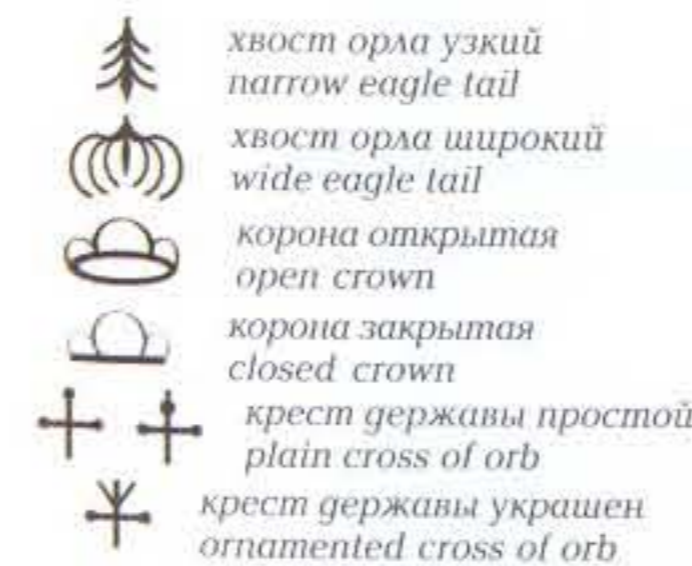 хвост орла узкий
narrow eagle tail
хвост орла широкий
wide eagle tail
корона открытая
open crown
корона закрытая
closed crown
крест державы простой
plain cross of orb
крест державы украшен
ornamented cross of orb